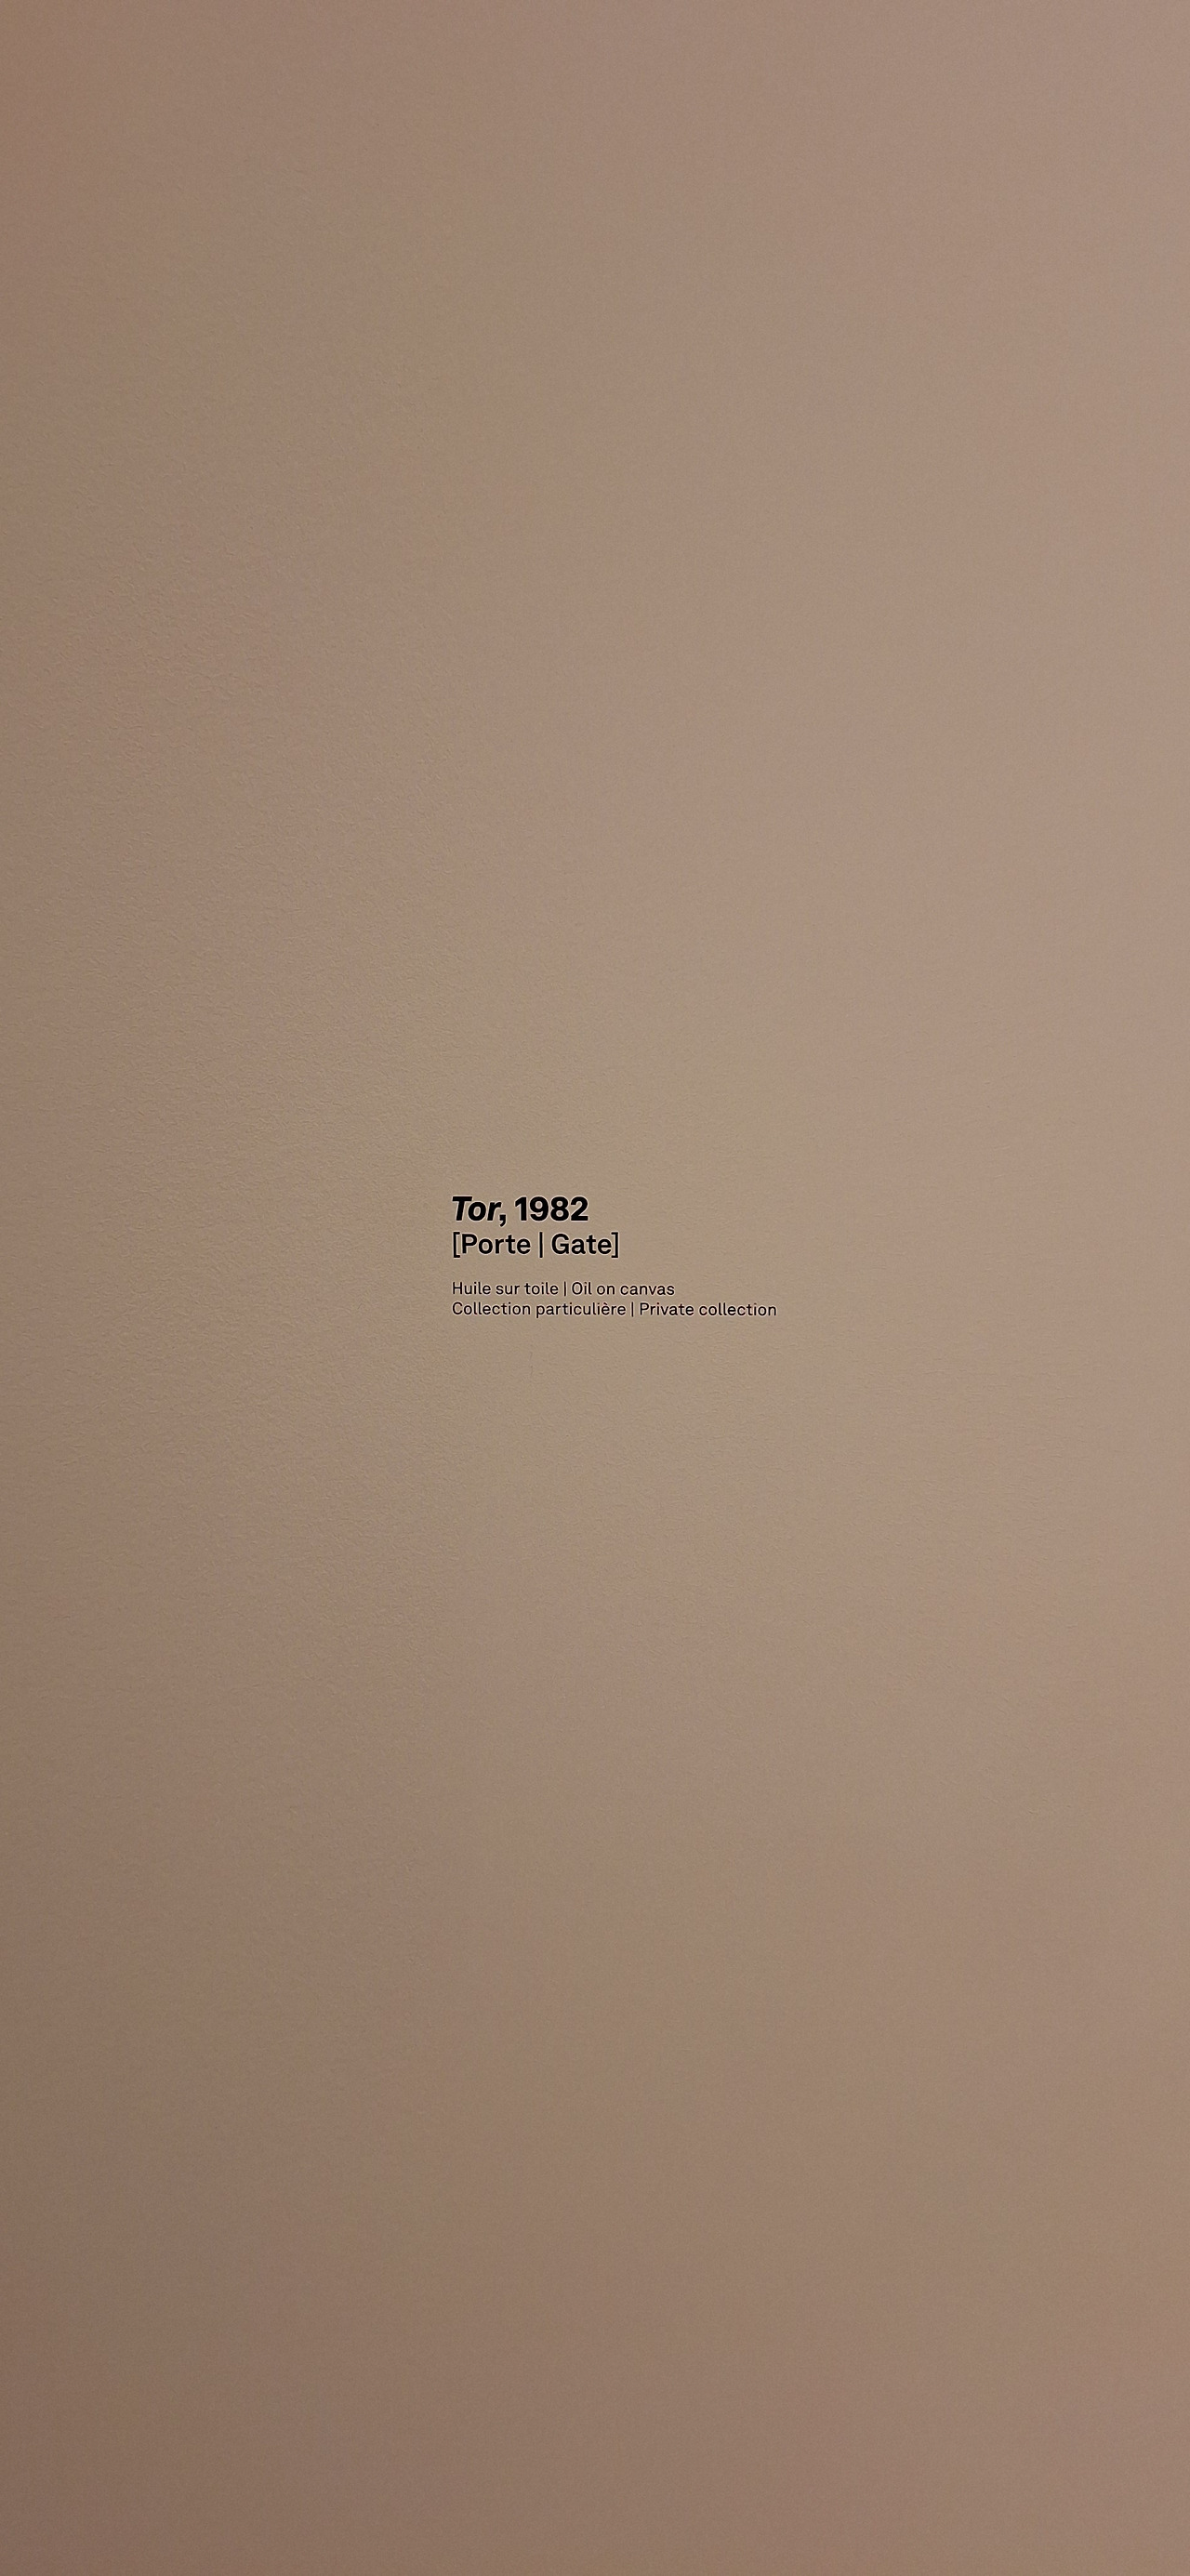 Tor, 1982
[Porte | Gate]
Huile sur toile | Oil on canvas
Collection particulière | Private collection